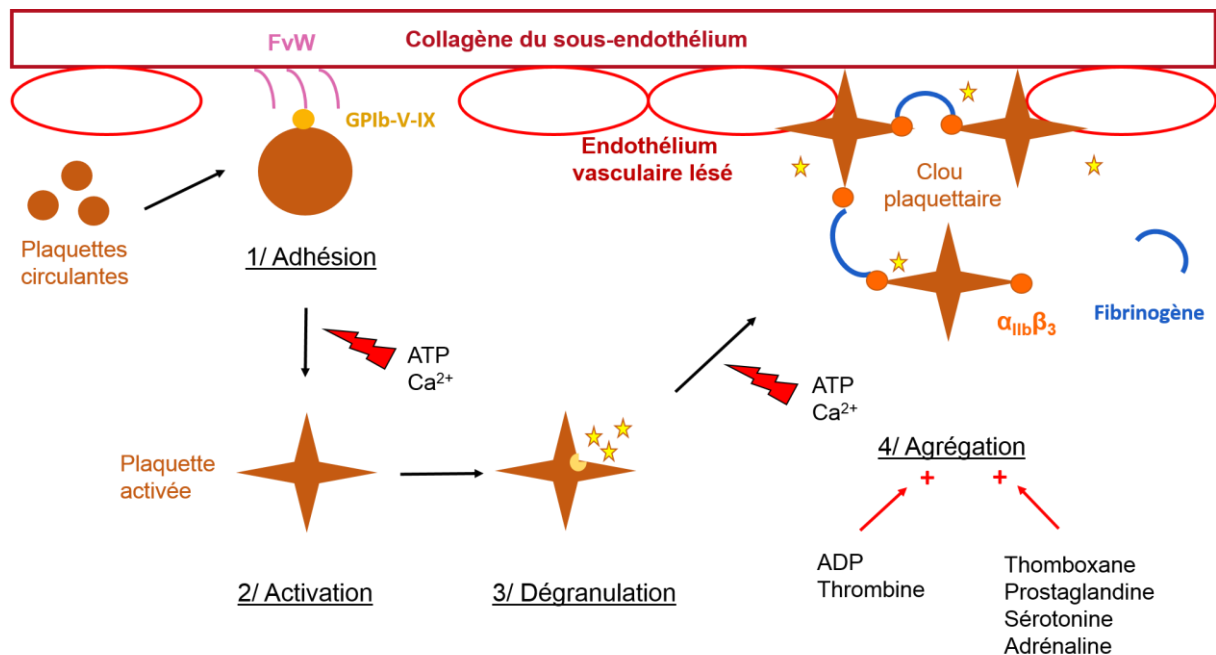 FvW
Collagène du sous-endothélium
GPIb-V-IX
Endothélium
vasculaire lésé
Clou
plaquettaire
Plaquettes
circulantes
1/ Adhésion
αIIbβ3
Fibrinogène
ATP
Ca²⁺
ATP
Ca²⁺
Plaquette
activée
4/ Agrégation
+ +
2/ Activation
3/ Dégranulation
ADP
Thrombine
Thomboxane
Prostaglandine
Sérotonine
Adrénaline